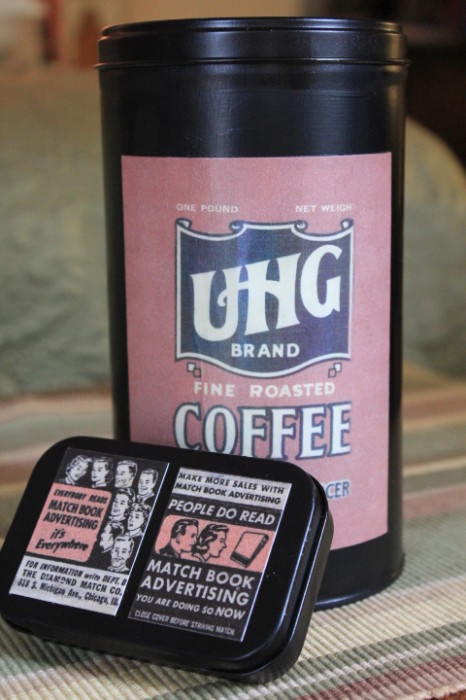 ONE POUND NET WEIGH
UHG
BRAND
FINE ROASTED
COFFEE
CER
EVERYBODY READS
MATCH BOOK
ADVERTISING
it's
Everywhere
FOR INFORMATION write DEPT. D
THE DIAMOND MATCH CO.
S. Michigan Ave., Chicago, Ill.
MAKE MORE SALES WITH
MATCH BOOK ADVERTISING
PEOPLE DO READ
MATCH BOOK
ADVERTISING
YOU ARE DOING SO NOW
CLOSE COVER BEFORE STRIKING MATCH